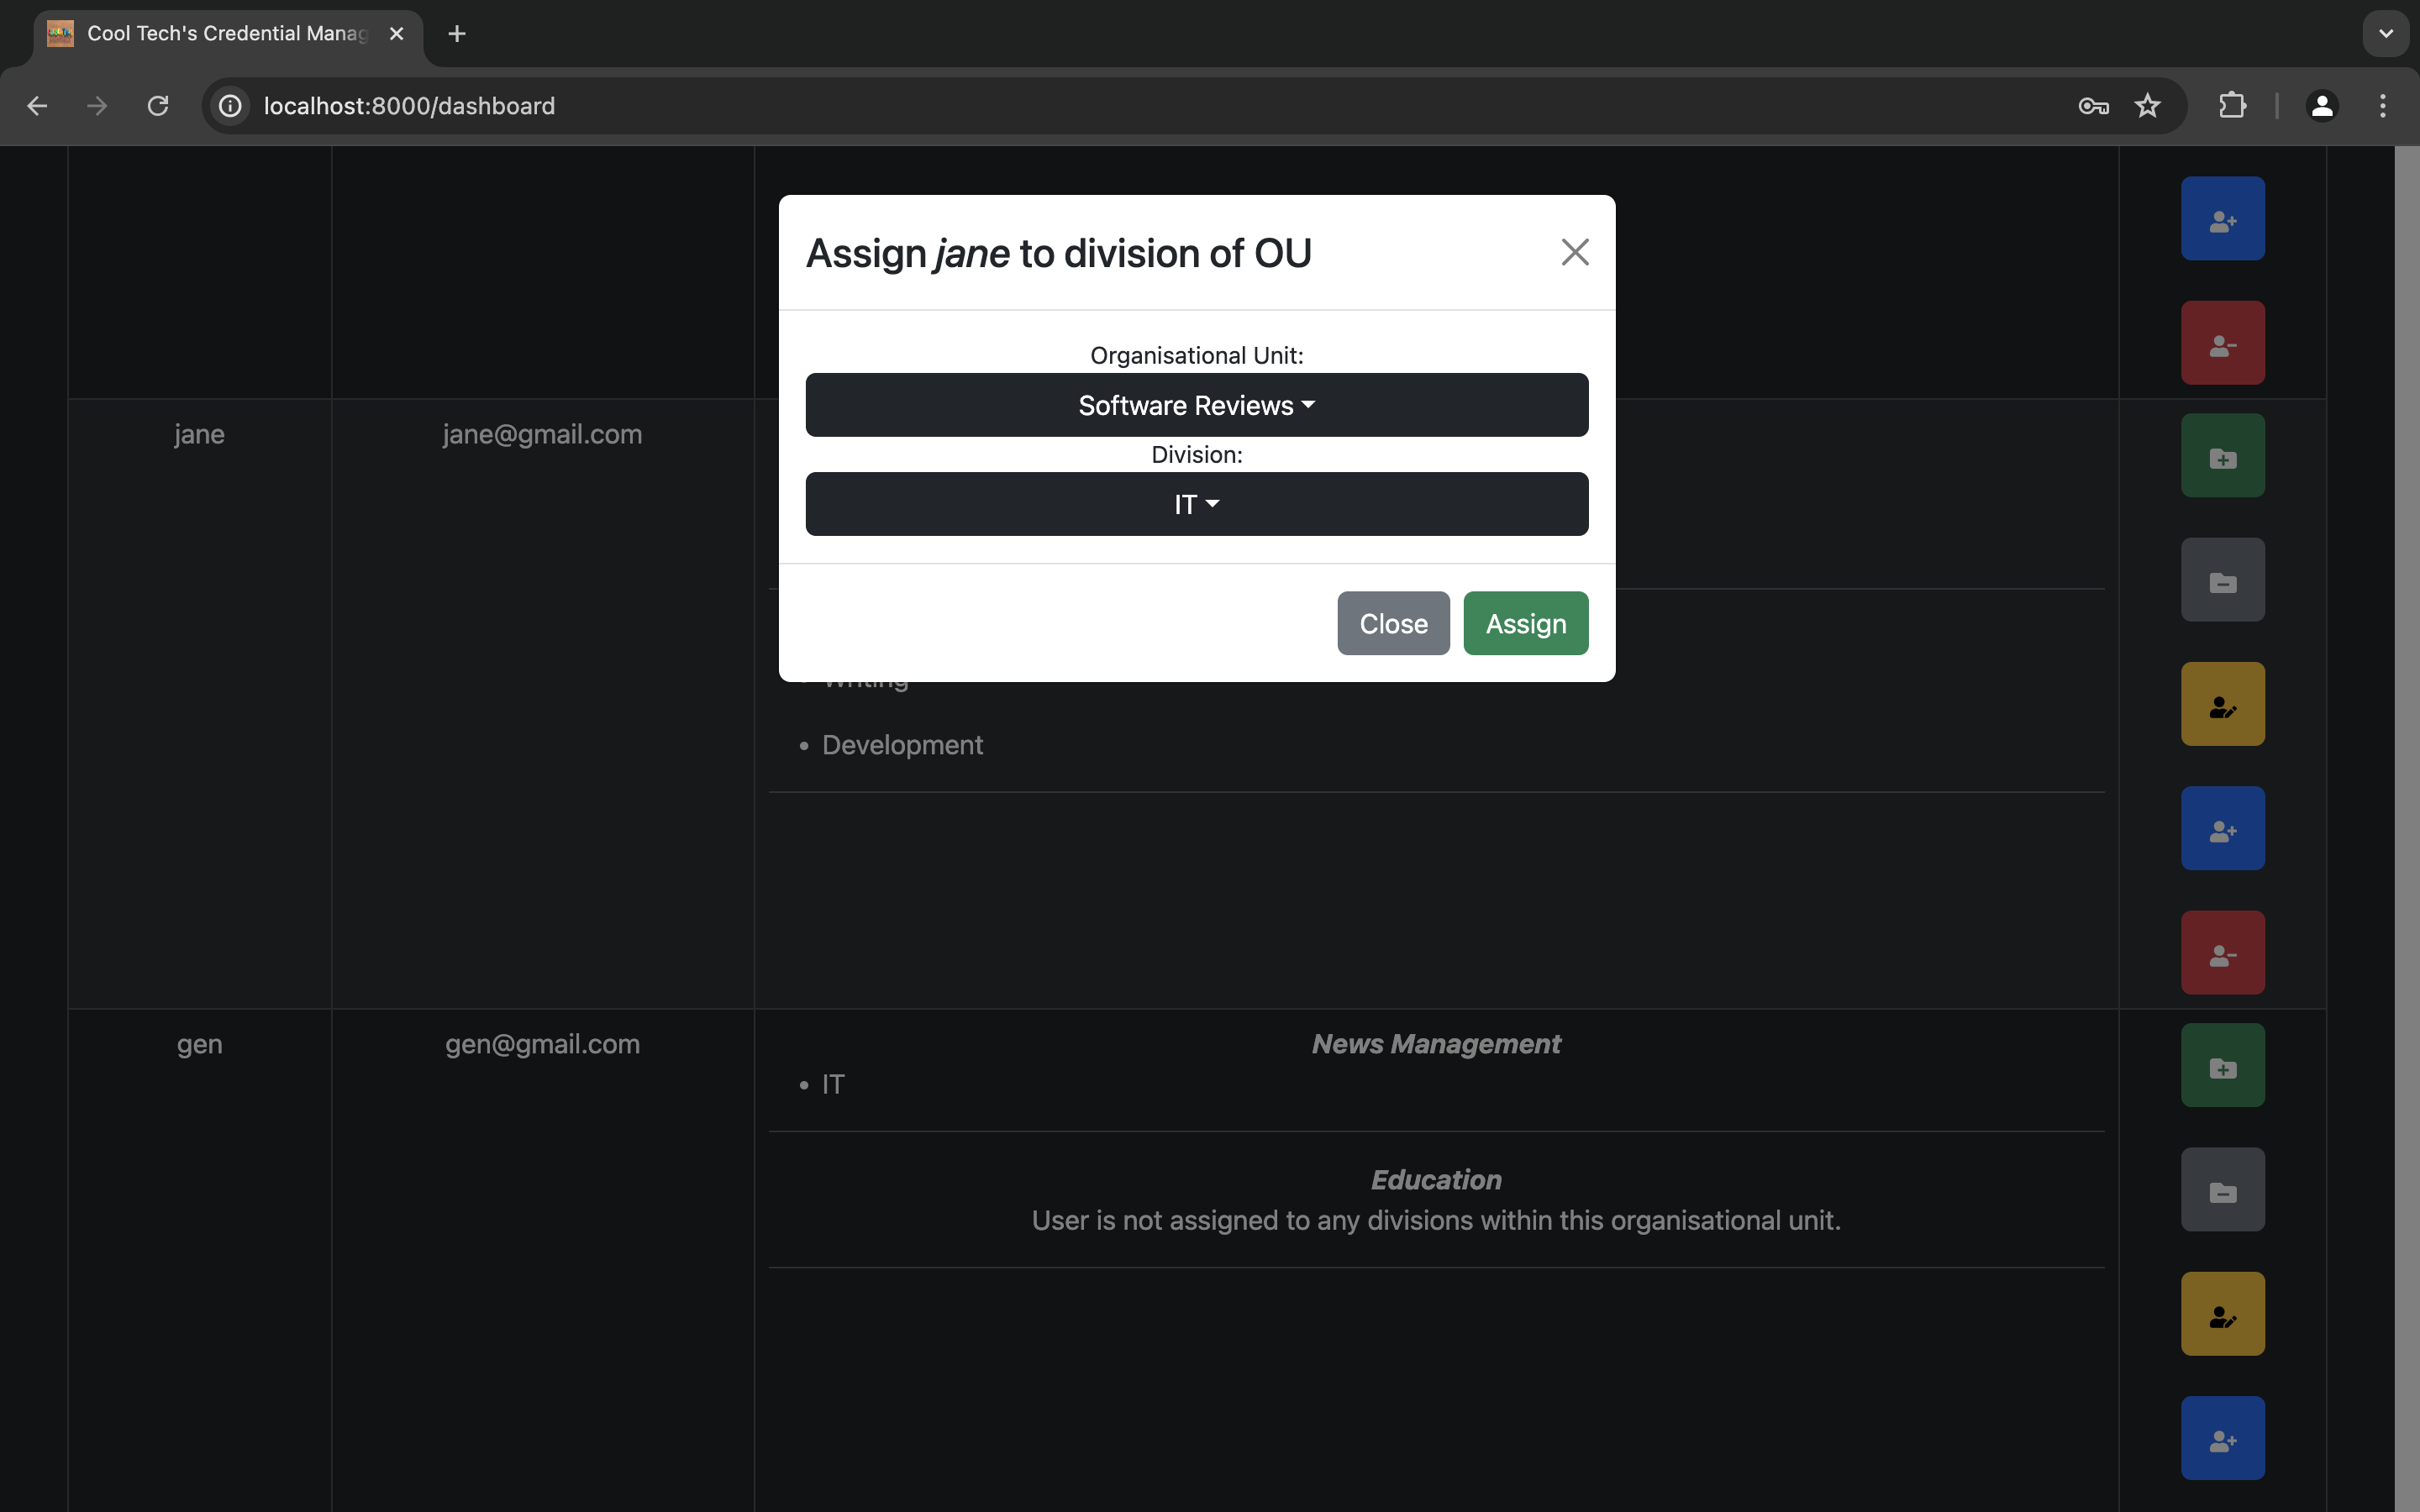 Cool Tech's Credential Manag
localhost:8000/dashboard
Assign jane to division of OU
Organisational Unit:
Software Reviews
Division:
IT
Close
Assign
jane
jane@gmail.com
Writing
Development
gen
gen@gmail.com
News Management
IT
Education
User is not assigned to any divisions within this organisational unit.